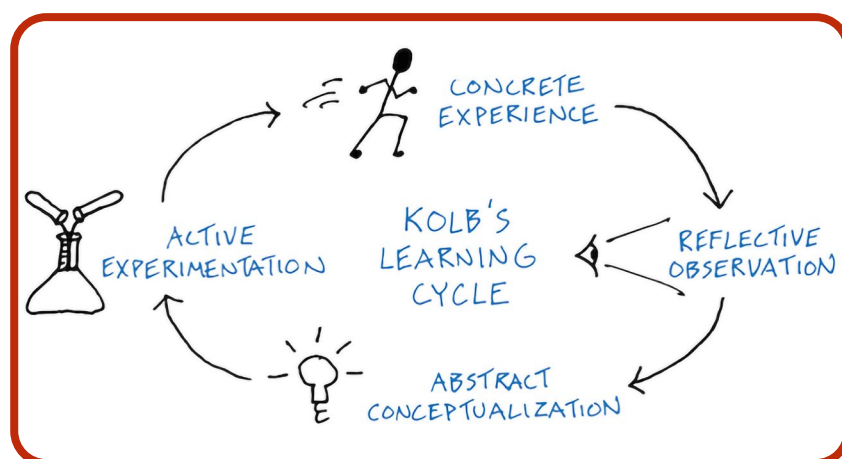 CONCRETE
EXPERIENCE
KOLB'S
LEARNING
CYCLE
REFLECTIVE
OBSERVATION
ABSTRACT
CONCEPTUALIZATION
ACTIVE
EXPERIMENTATION